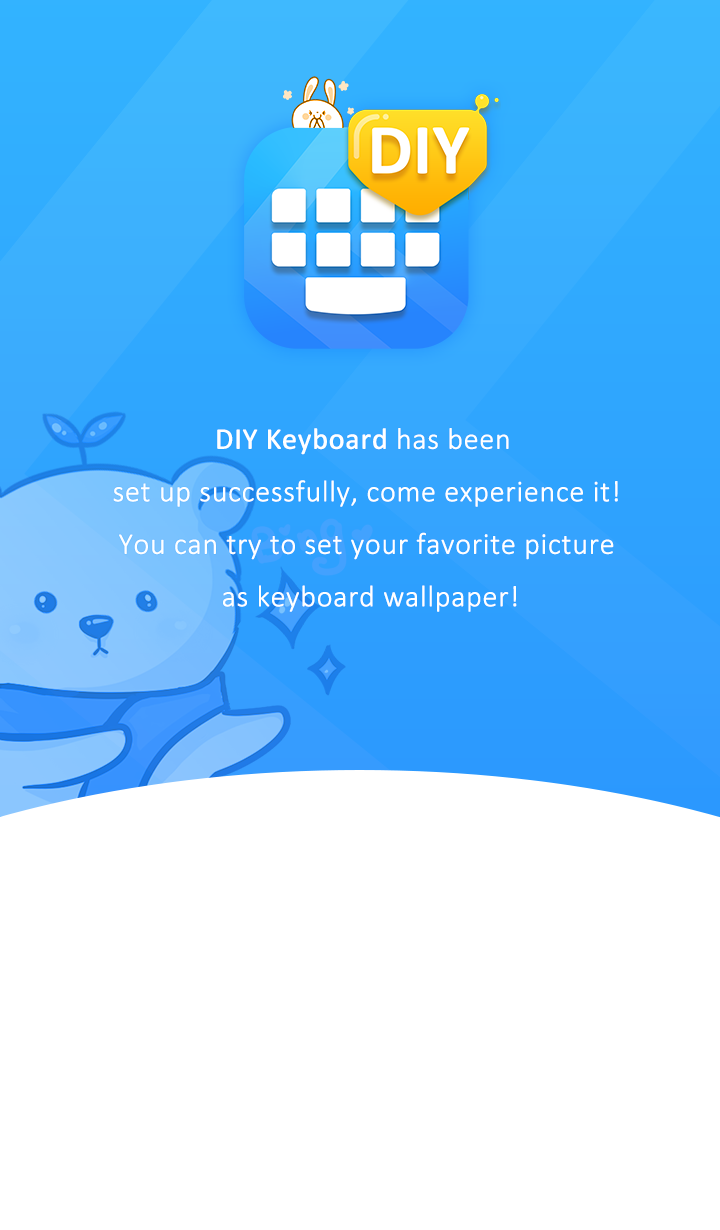 DIY
DIY Keyboard has been
set up successfully, come experience it!
You can try to set your favorite picture
as keyboard wallpaper!